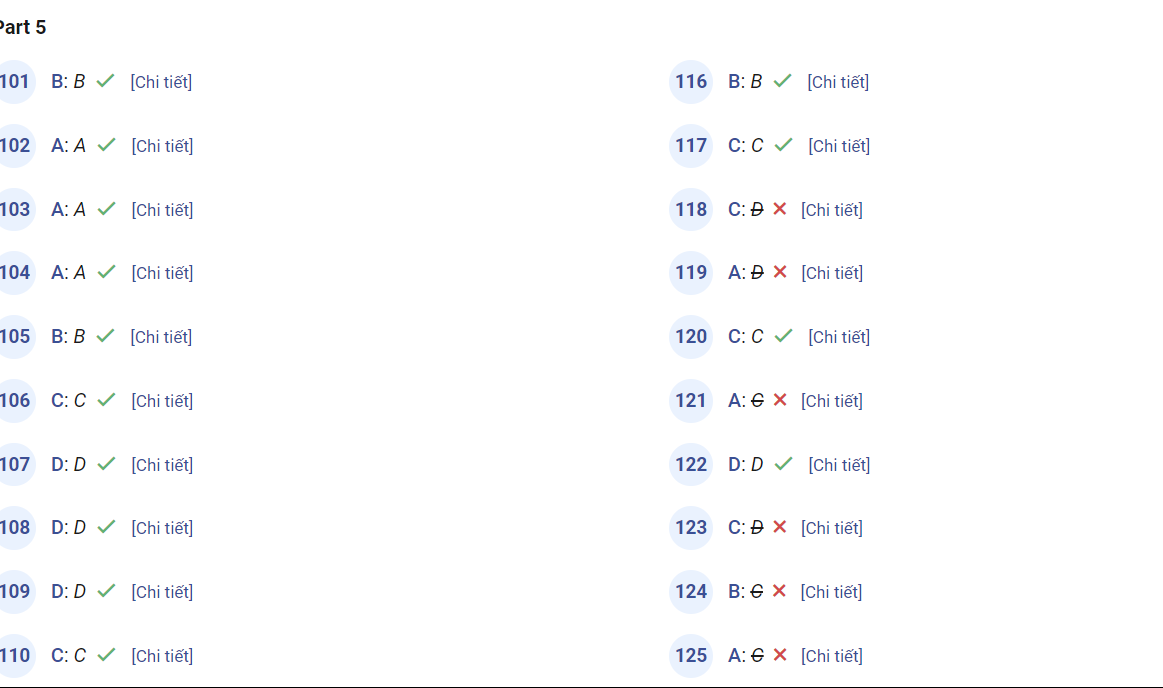 Part 5
101 B: B [Chi tiết]
102 A: A [Chi tiết]
103 A: A [Chi tiết]
104 A: A [Chi tiết]
105 B: B [Chi tiết]
106 C: C [Chi tiết]
107 D: D [Chi tiết]
108 D: D [Chi tiết]
109 D: D [Chi tiết]
110 C: C [Chi tiết]
116 B: B [Chi tiết]
117 C: C [Chi tiết]
118 C: D [Chi tiết]
119 A: D [Chi tiết]
120 C: C [Chi tiết]
121 A: C [Chi tiết]
122 D: D [Chi tiết]
123 C: D [Chi tiết]
124 B: C [Chi tiết]
125 A: C [Chi tiết]